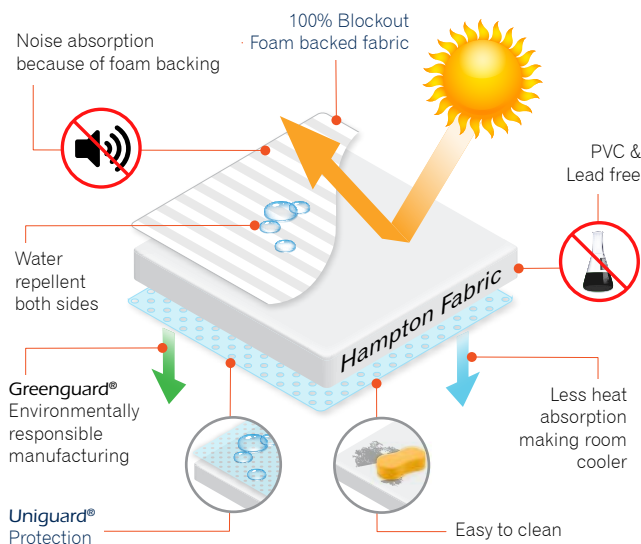 100% Blockout
Foam backed fabric
Noise absorption
because of foam backing
PVC &
Lead free
Water
repellent
both sides
Hampton Fabric
Greenguard®
Environmentally
responsible
manufacturing
Less heat
absorption
making room
cooler
Uniguard®
Protection
Easy to clean